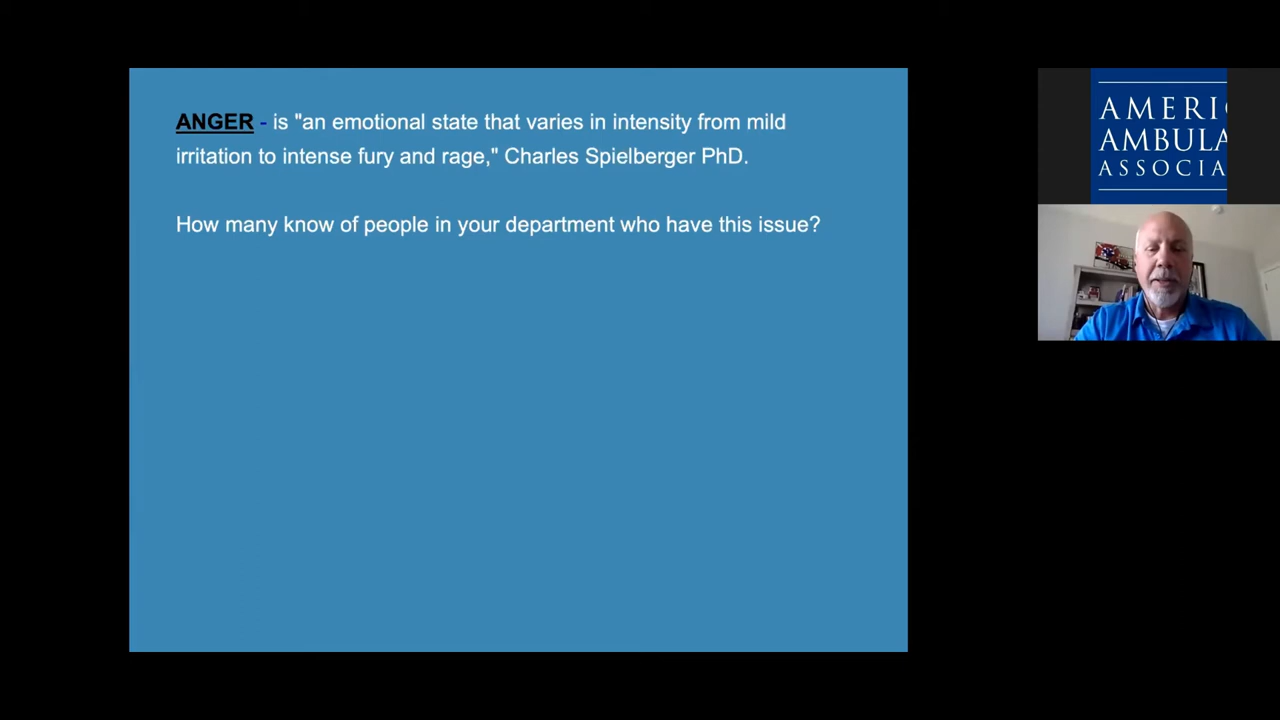 ANGER - is "an emotional state that varies in intensity from mild
irritation to intense fury and rage," Charles Spielberger PhD.
How many know of people in your department who have this issue?
AMERI
AMBULA
ASSOCIA